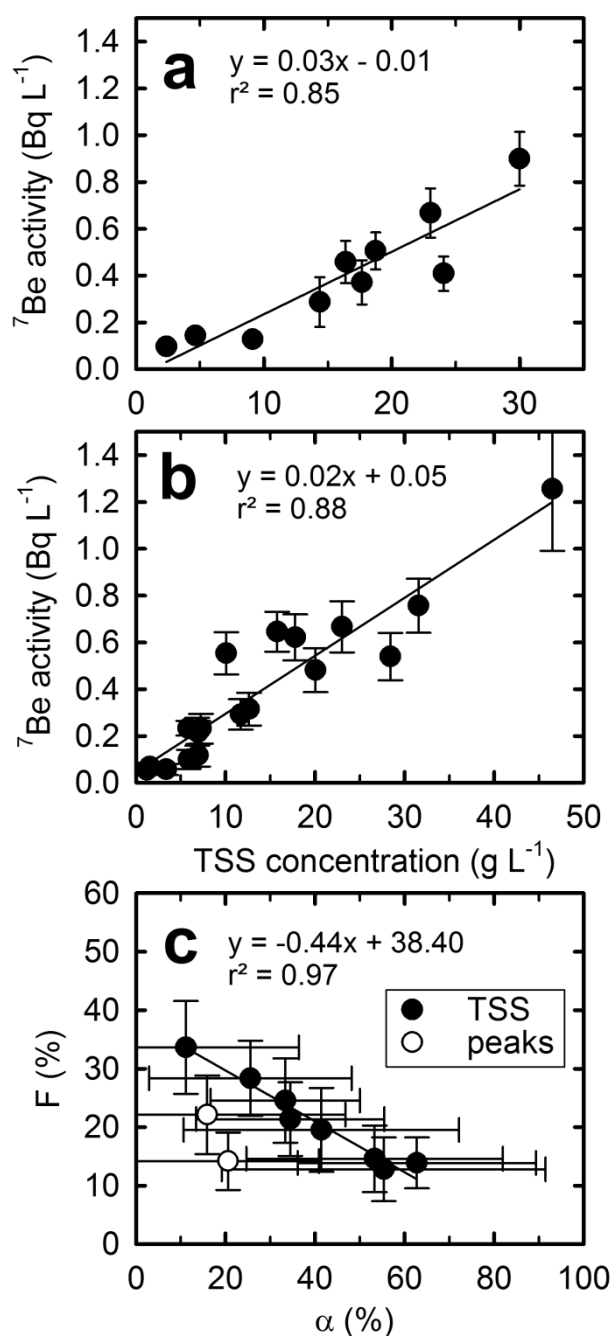 a
y = 0.03x - 0.01
r² = 0.85
⁷Be activity (Bq L⁻¹)
1.4
1.2
1.0
0.8
0.6
0.4
0.2
0.0
0 10 20 30
b
y = 0.02x + 0.05
r² = 0.88
⁷Be activity (Bq L⁻¹)
1.4
1.2
1.0
0.8
0.6
0.4
0.2
0.0
0 10 20 30 40 50
TSS concentration (g L⁻¹)
c
y = -0.44x + 38.40
r² = 0.97
TSS
peaks
F (%)
60
50
40
30
20
10
0
0 20 40 60 80 100
α (%)